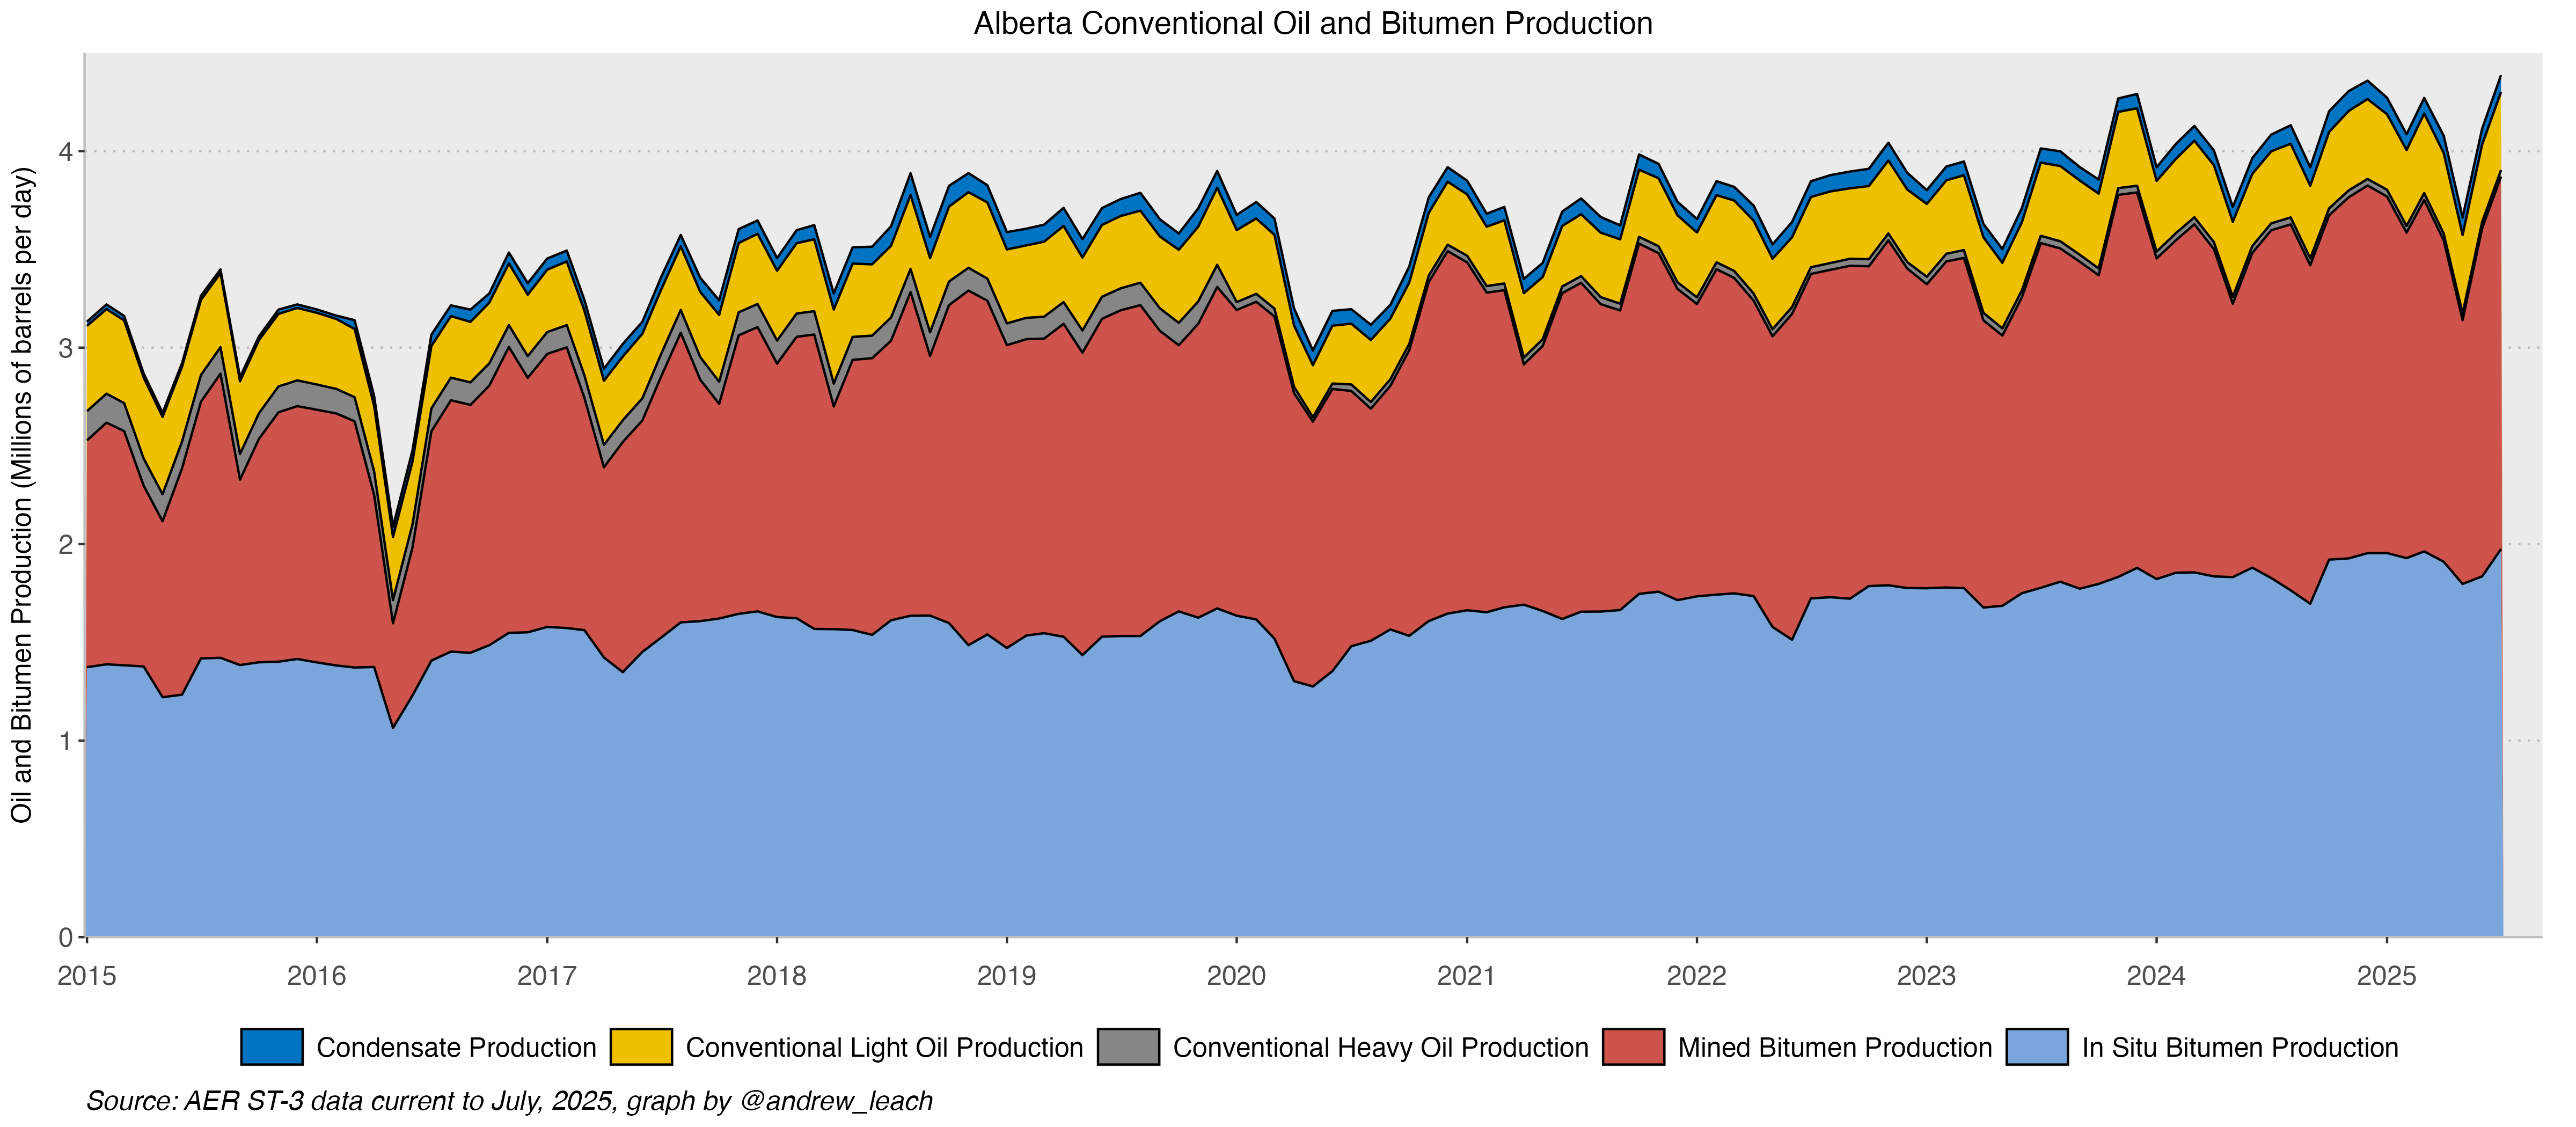 Alberta Conventional Oil and Bitumen Production
Oil and Bitumen Production (Millions of barrels per day)
4
3
2
1
0
2015 2016 2017 2018 2019 2020 2021 2022 2023 2024 2025
Condensate Production Conventional Light Oil Production Conventional Heavy Oil Production Mined Bitumen Production In Situ Bitumen Production
Source: AER ST-3 data current to July, 2025, graph by @andrew_leach